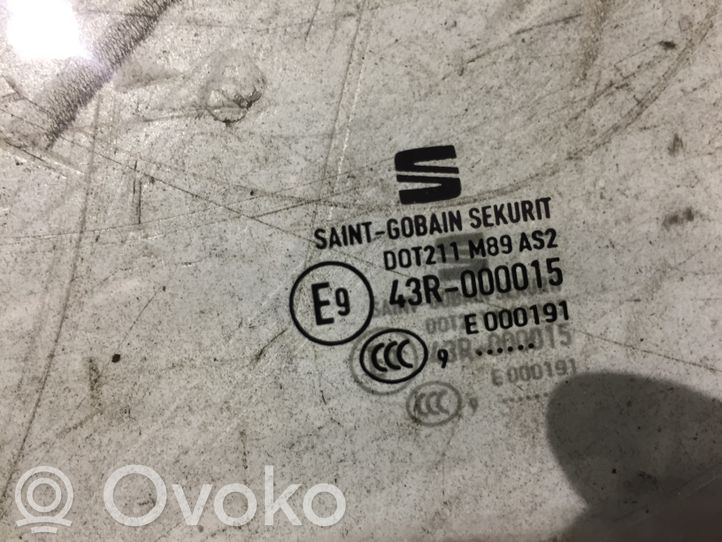 SAINT-GOBAIN SEKURIT
DOT211 M89 AS2
E9 43R-000015
E 000191
CCC 9 ......
Ovoko